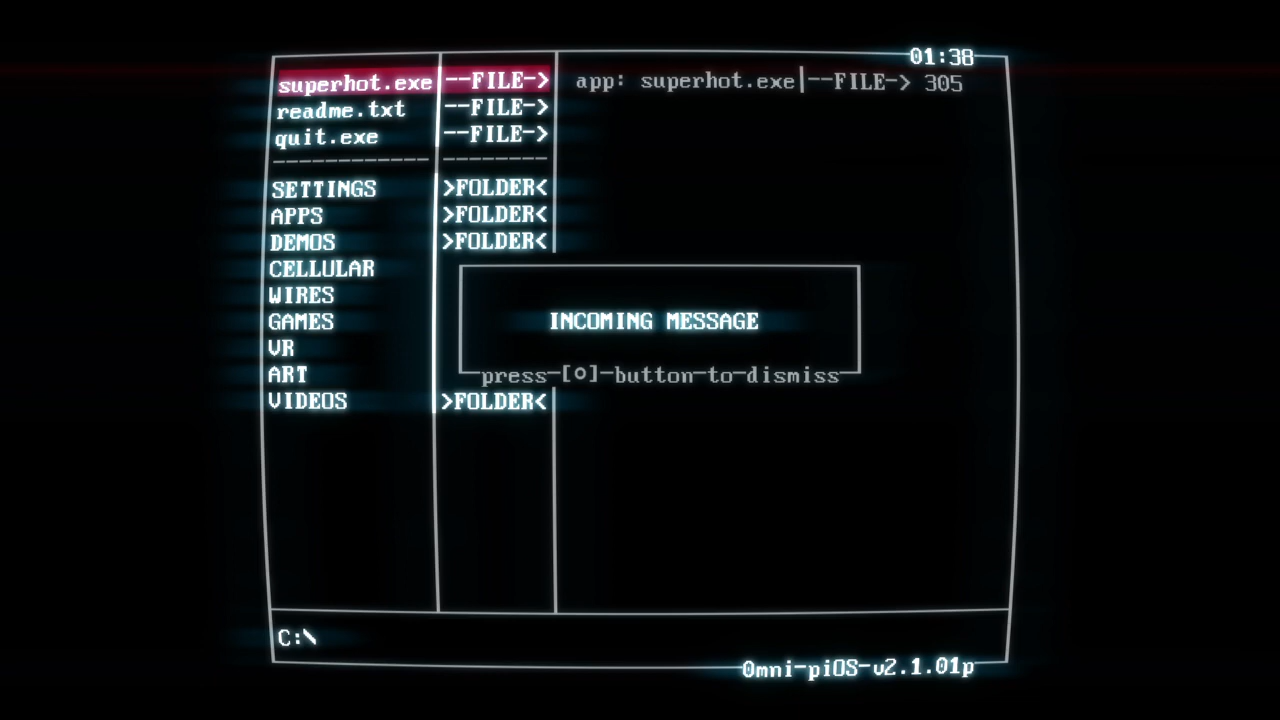 01:38
superhot.exe --FILE-> app: superhot.exe|--FILE-> 305
readme.txt --FILE->
quit.exe --FILE->
SETTINGS >FOLDER<
APPS >FOLDER<
DEMOS >FOLDER<
CELLULAR
WIRES
GAMES
VR
ART
VIDEOS >FOLDER<
INCOMING MESSAGE
press-[O]-button-to-dismiss
C:\
Omni-piOS-v2.1.01p